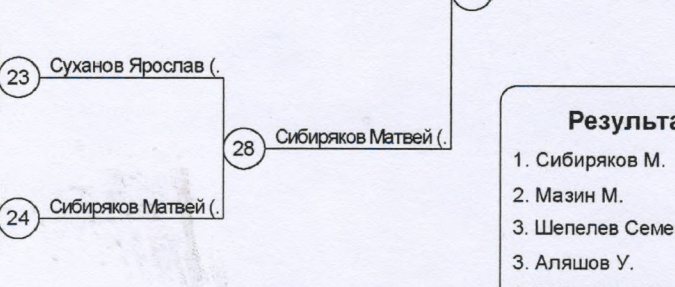 23
Суханов Ярослав (.
28
Сибиряков Матвей (.
24
Сибиряков Матвей (.
Результа
1. Сибиряков М.
2. Мазин М.
3. Шепелев Семе
3. Аляшов У.